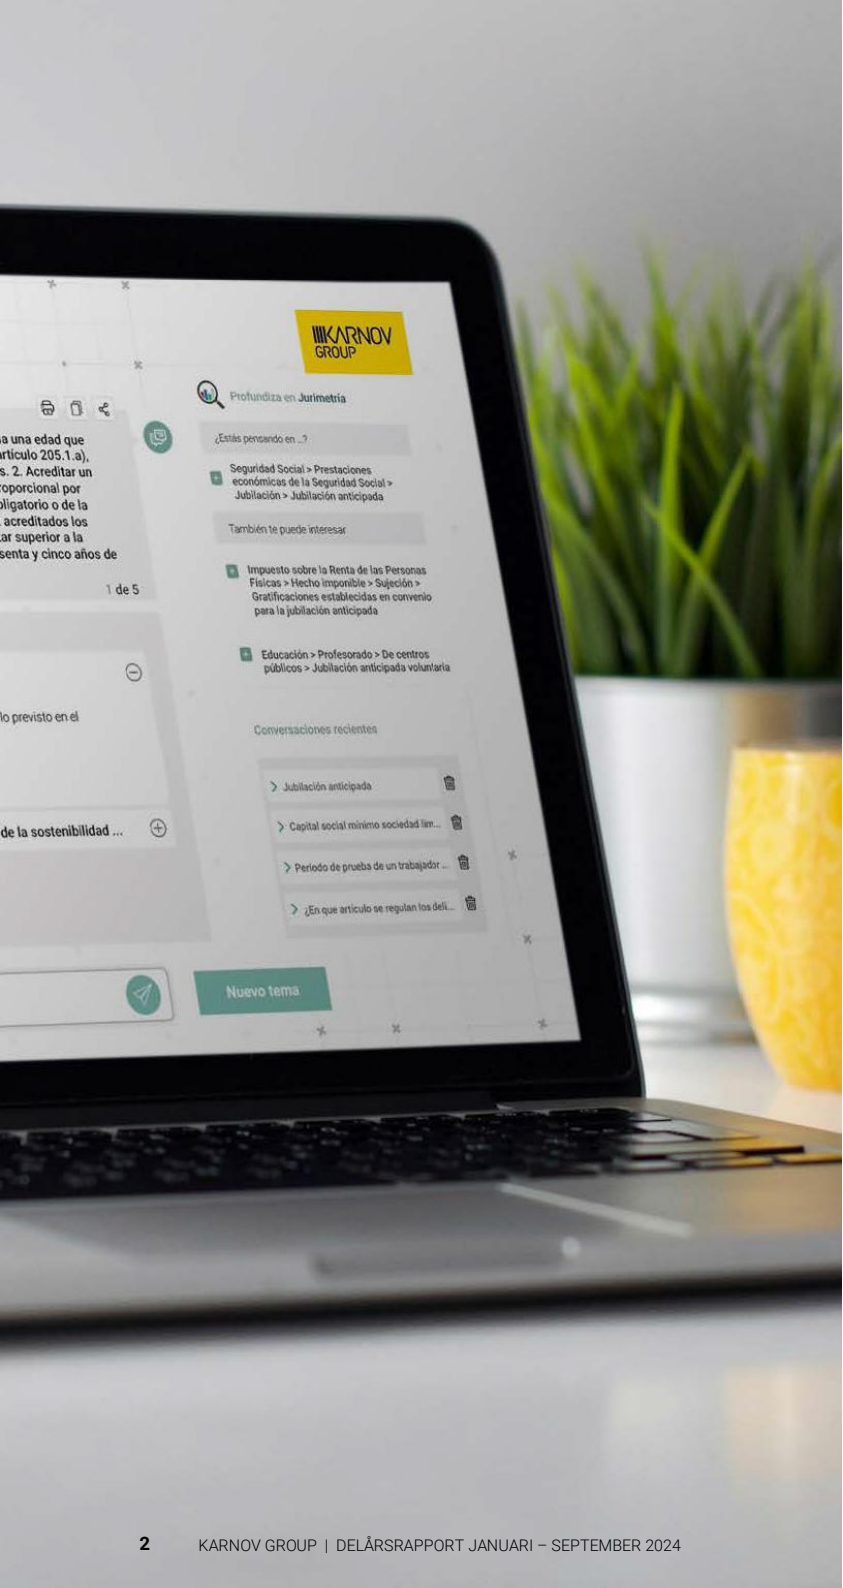 KARNOV
GROUP
Profundiza en Jurimetría
¿Estás pensando en ..?
Seguridad Social > Prestaciones
económicas de la Seguridad Social >
Jubilación > Jubilación anticipada
También te puede interesar
Impuesto sobre la Renta de las Personas
Físicas > Hecho imponible > Sujeción >
Gratificaciones establecidas en convenio
para la jubilación anticipada
Educación > Profesorado > De centros
públicos > Jubilación anticipada voluntaria
Conversaciones recientes
Jubilación anticipada
Capital social mínimo sociedad lim...
Periodo de prueba de un trabajador ...
¿En que artículo se regulan los deli...
Nuevo tema
a una edad que
rtículo 205.1.a),
s. 2. Acreditar un
roporcional por
bligatorio o de la
acreditados los
ar superior a la
senta y cinco años de
1 de 5
lo previsto en el
de la sostenibilidad ...
2 KARNOV GROUP | DELÅRSRAPPORT JANUARI – SEPTEMBER 2024